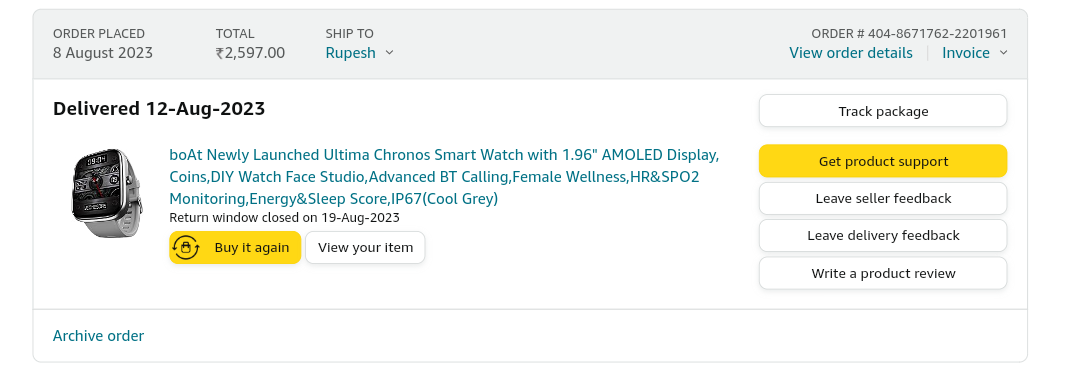 ORDER PLACED
8 August 2023
TOTAL
₹2,597.00
SHIP TO
Rupesh
ORDER # 404-8671762-2201961
View order details
Invoice
Delivered 12-Aug-2023
boAt Newly Launched Ultima Chronos Smart Watch with 1.96" AMOLED Display,
Coins,DIY Watch Face Studio,Advanced BT Calling,Female Wellness,HR&SPO2
Monitoring,Energy&Sleep Score,IP67(Cool Grey)
Return window closed on 19-Aug-2023
Buy it again
View your item
Track package
Get product support
Leave seller feedback
Leave delivery feedback
Write a product review
Archive order